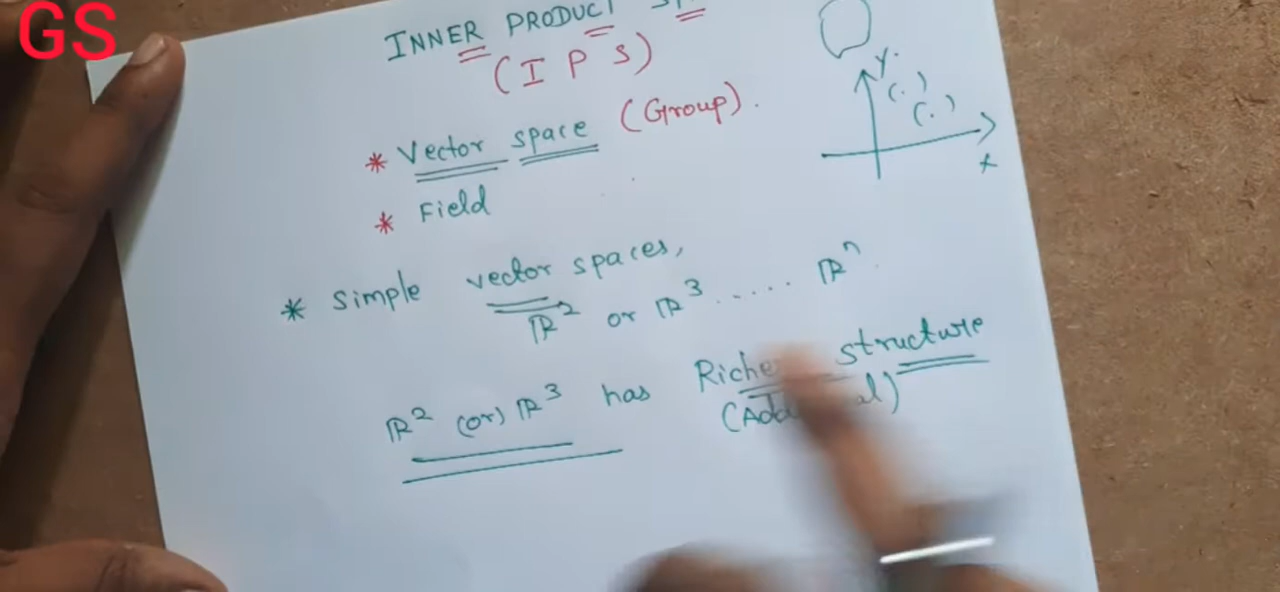 GS
INNER PRODUCT
(I P S)
* Vector space (Group).
* Field
* Simple vector spaces,
ℝ² or ℝ³ ..... ℝⁿ.
ℝ² (or) ℝ³ has structure
y.
(.)
(.)
x